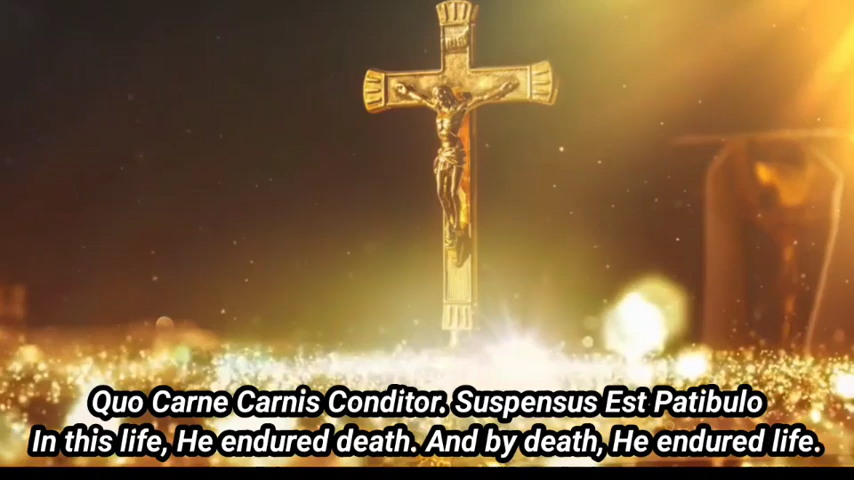 Quo Carne Carnis Conditor. Suspensus Est Patibulo
In this life, He endured death. And by death, He endured life.